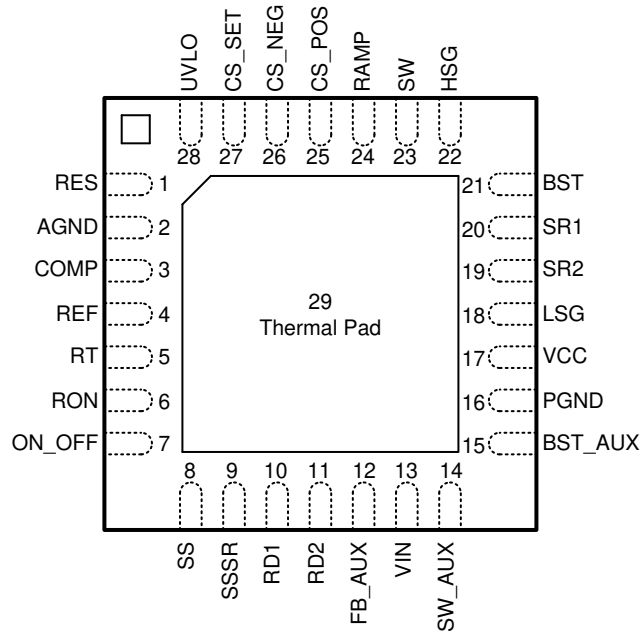 UVLO
CS_SET
CS_NEG
CS_POS
RAMP
SW
HSG
28 27 26 25 24 23 22
RES 1
AGND 2
COMP 3
REF 4
RT 5
RON 6
ON_OFF 7
29
Thermal Pad
21 BST
20 SR1
19 SR2
18 LSG
17 VCC
16 PGND
15 BST_AUX
8 9 10 11 12 13 14
SS
SSSR
RD1
RD2
FB_AUX
VIN
SW_AUX